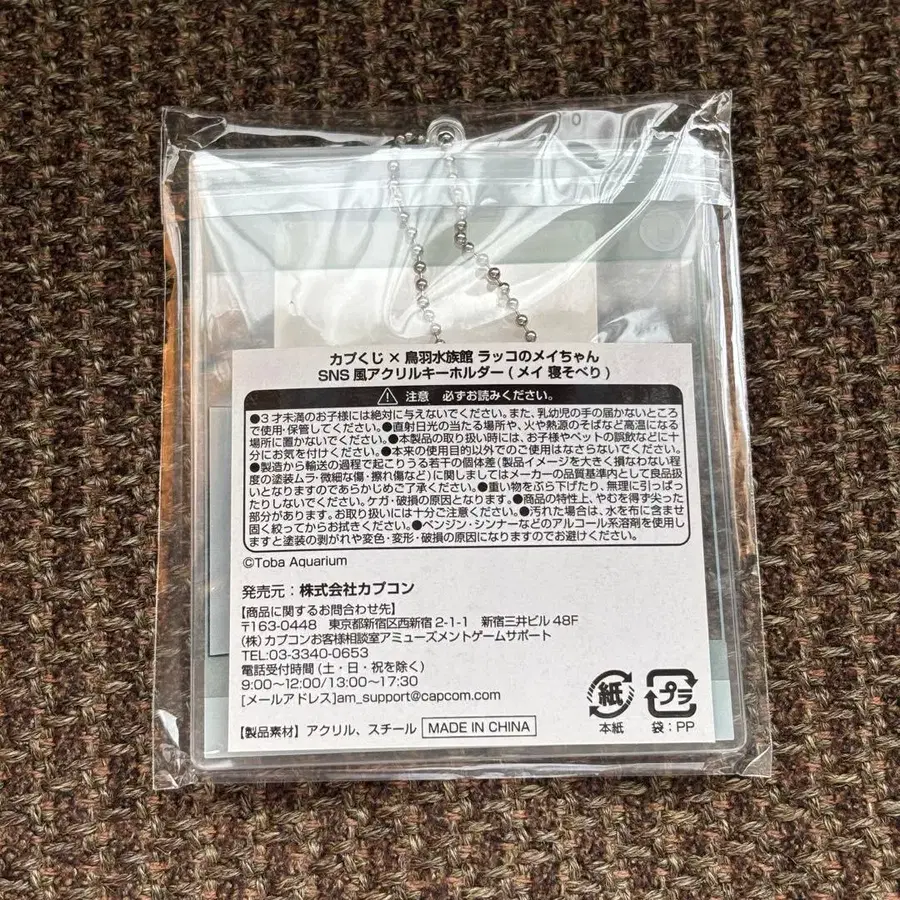 カプくじ × 鳥羽水族館 ラッコのメイちゃん
SNS 風アクリルキーホルダー ( メイ 寝そべり )
注意 必ずお読みください。
●3 才未満のお子様には絶対に与えないでください。また、乳幼児の手の届かないところ
で使用・保管してください。●直射日光の当たる場所や、火や熱源のそばなど高温になる
場所に置かないでください。●本製品の取り扱い時には、お子様やペットの誤飲などに十
分にお気を付けください。●本来の使用目的以外でのご使用はなさらないでください。
●製造から輸送の過程で起こりうる若干の個体差(製品イメージを大きく損なわない程
度の塗装ムラ・微細な傷・擦れ傷など)に関しましてはメーカーの品質基準内として良品扱
いとなりますのであらかじめご了承ください。●重い物をぶら下げたり、無理に引っぱっ
たりしないでください。ケガ・破損の原因となります。●商品の特性上、やむを得ず尖った
部分があります。お取り扱いには十分ご注意ください。●汚れた場合は、水を布に含ませ
固く絞ってからお拭きください。●ベンジン・シンナーなどのアルコール系溶剤を使用しま
すと塗装の剥がれや変色・変形・破損の原因になりますのでお避けください。
©Toba Aquarium
発売元：株式会社カプコン
【商品に関するお問合わせ先】
〒163-0448 東京都新宿区西新宿 2-1-1 新宿三井ビル 48F
(株) カプコンお客様相談室アミューズメントゲームサポート
TEL:03-3340-0653
電話受付時間 (土・日・祝を除く)
9:00～12:00/13:00～17:30
[メールアドレス]am_support@capcom.com
【製品素材】アクリル、スチール MADE IN CHINA
紙
本紙
プラ
袋：PP